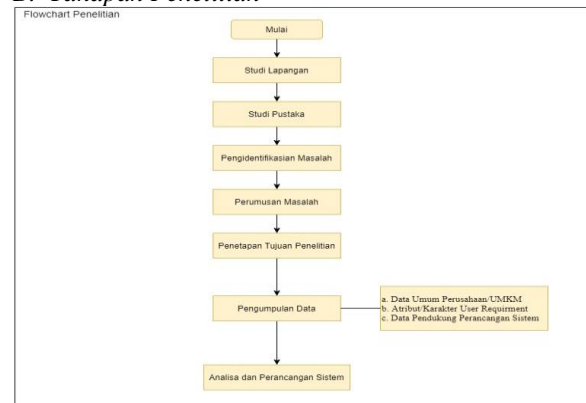 Flowchart Penelitian
Mulai
Studi Lapangan
Studi Pustaka
Pengidentifikasian Masalah
Perumusan Masalah
Penetapan Tujuan Penelitian
Pengumpulan Data
a. Data Umum Perusahaan/UMKM
b. Atribut/Karakter User Requirment
c. Data Pendukung Perancangan Sistem
Analisa dan Perancangan Sistem